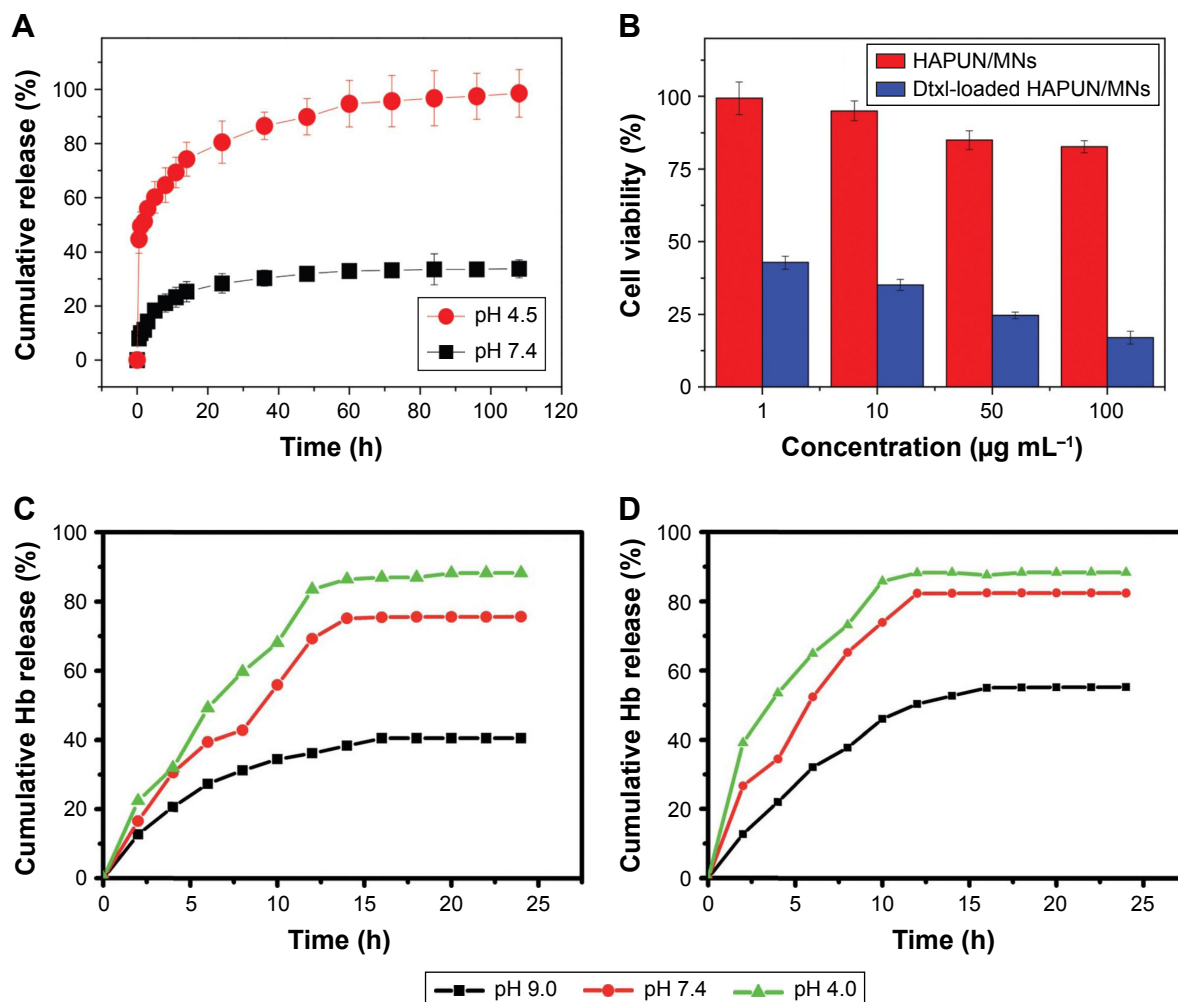 A
Cumulative release (%)
100
80
60
40
20
0
0 20 40 60 80 100 120
Time (h)
pH 4.5
pH 7.4
B
Cell viability (%)
100
75
50
25
0
1 10 50 100
Concentration (µg mL⁻¹)
HAPUN/MNs
Dtxl-loaded HAPUN/MNs
C
Cumulative Hb release (%)
100
80
60
40
20
0
0 5 10 15 20 25
Time (h)
D
Cumulative Hb release (%)
100
80
60
40
20
0
0 5 10 15 20 25
Time (h)
pH 9.0 pH 7.4 pH 4.0